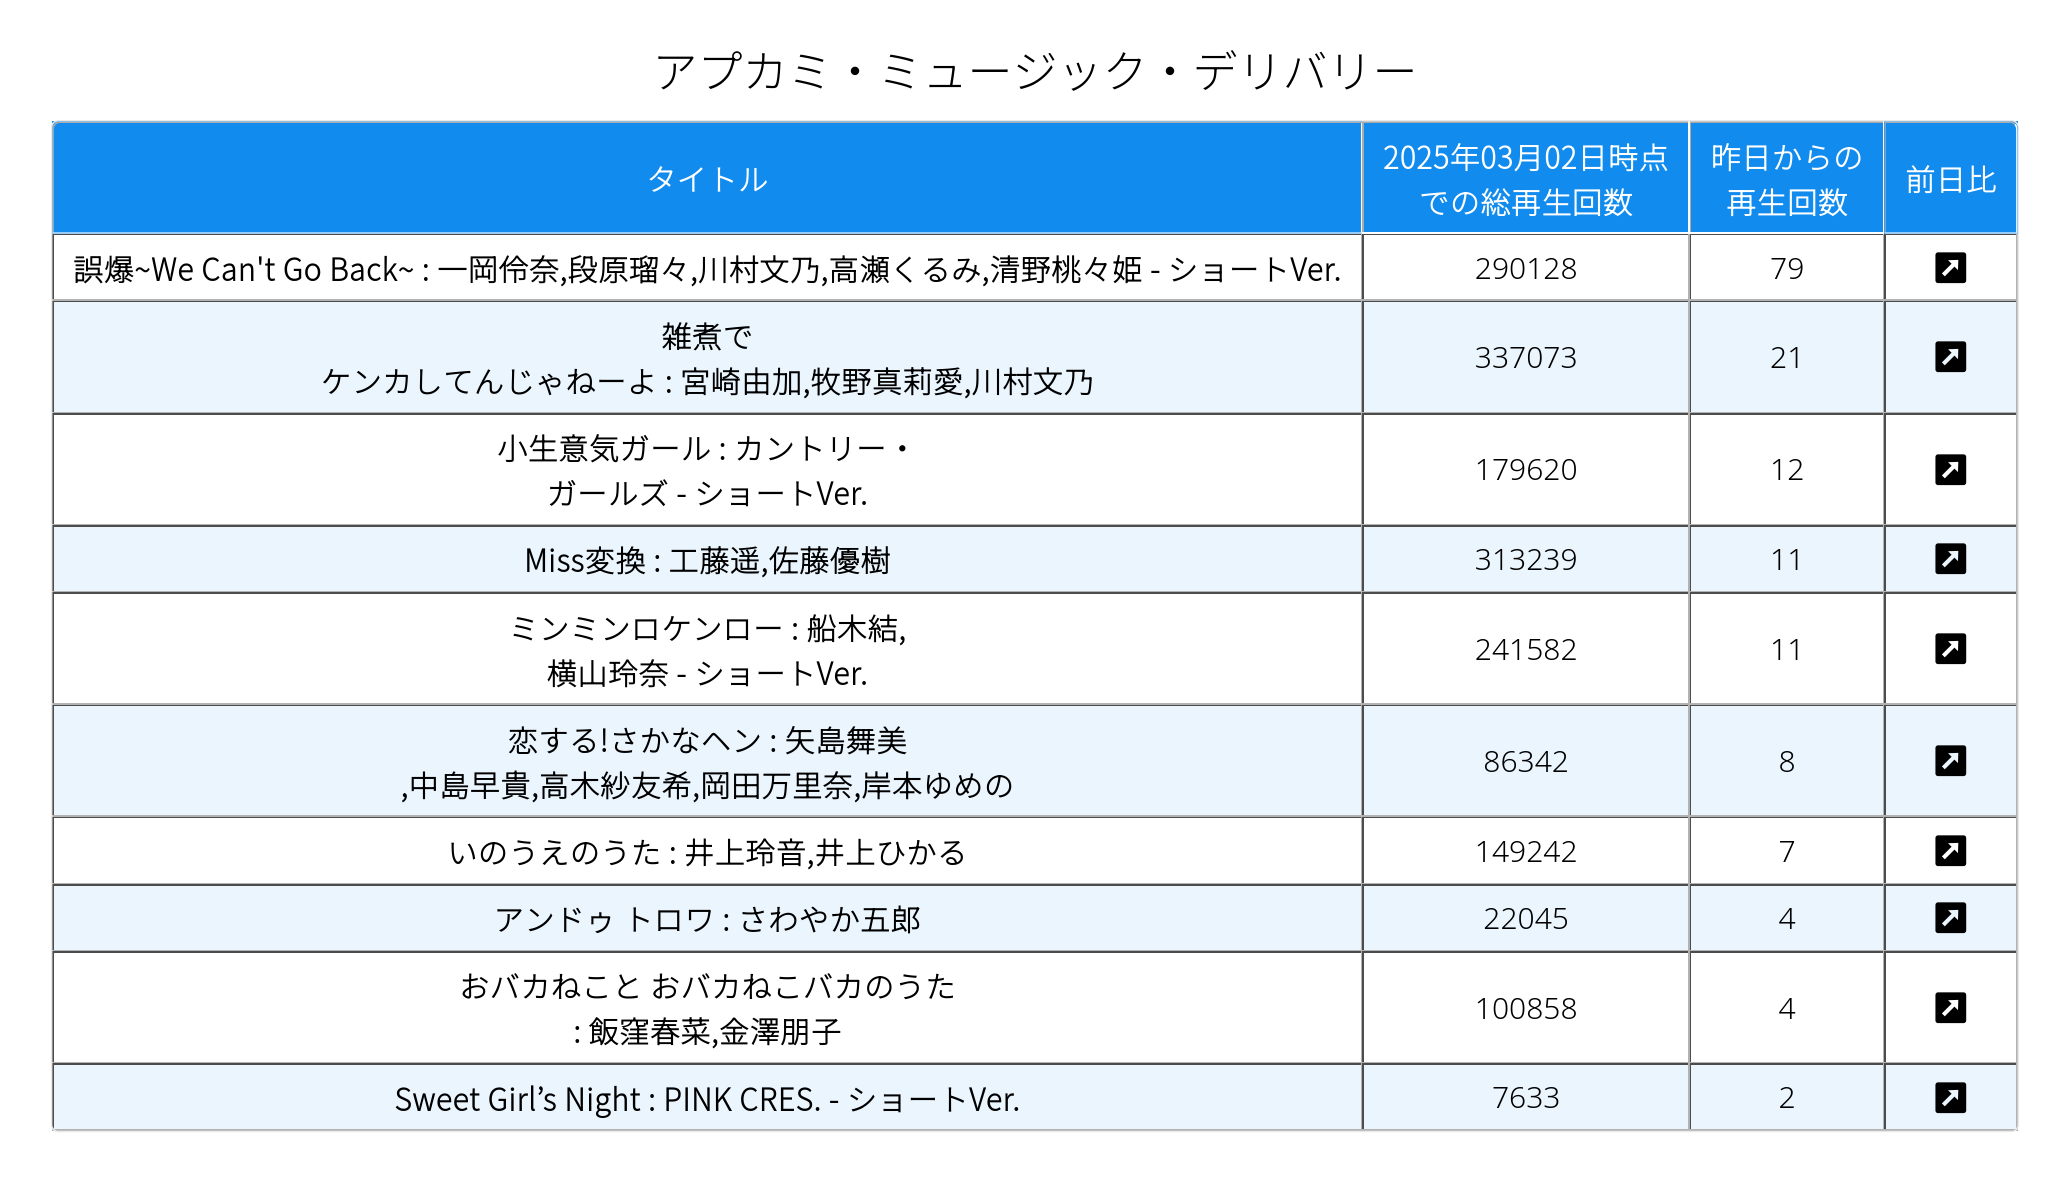 アプカミ・ミュージック・デリバリー
タイトル
2025年03月02日時点
での総再生回数
昨日からの
再生回数
前日比
誤爆~We Can't Go Back~ : 一岡伶奈,段原瑠々,川村文乃,高瀬くるみ,清野桃々姫 - ショートVer.
290128
79
雑煮で
ケンカしてんじゃねーよ : 宮崎由加,牧野真莉愛,川村文乃
337073
21
小生意気ガール : カントリー・
ガールズ - ショートVer.
179620
12
Miss変換 : 工藤遥,佐藤優樹
313239
11
ミンミンロケンロー : 船木結,
横山玲奈 - ショートVer.
241582
11
恋する!さかなヘン : 矢島舞美
,中島早貴,高木紗友希,岡田万里奈,岸本ゆめの
86342
8
いのうえのうた : 井上玲音,井上ひかる
149242
7
アンドゥ トロワ : さわやか五郎
22045
4
おバカねこと おバカねこバカのうた
: 飯窪春菜,金澤朋子
100858
4
Sweet Girl’s Night : PINK CRES. - ショートVer.
7633
2